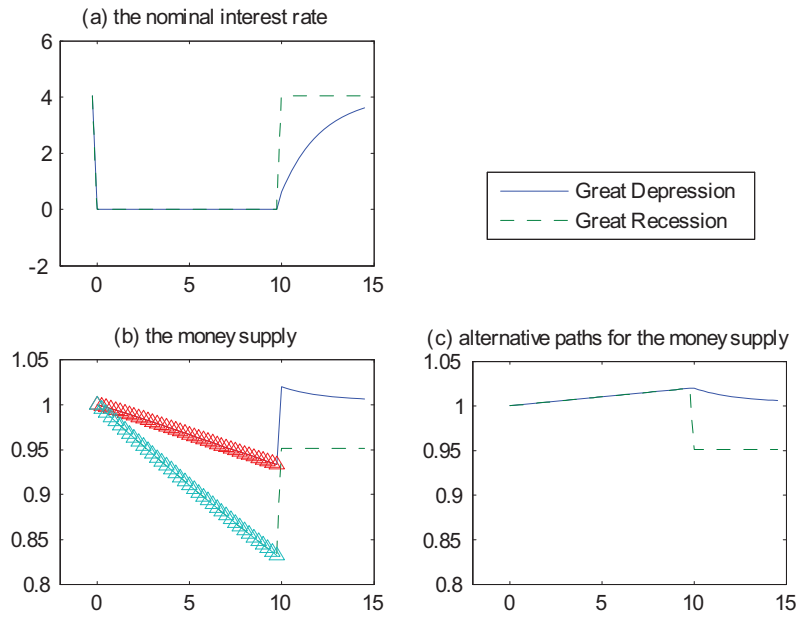 (a) the nominal interest rate
6
4
2
0
-2
0 5 10 15
Great Depression
Great Recession
(b) the money supply
1.05
1
0.95
0.9
0.85
0.8
0 5 10 15
(c) alternative paths for the money supply
1.05
1
0.95
0.9
0.85
0.8
0 5 10 15